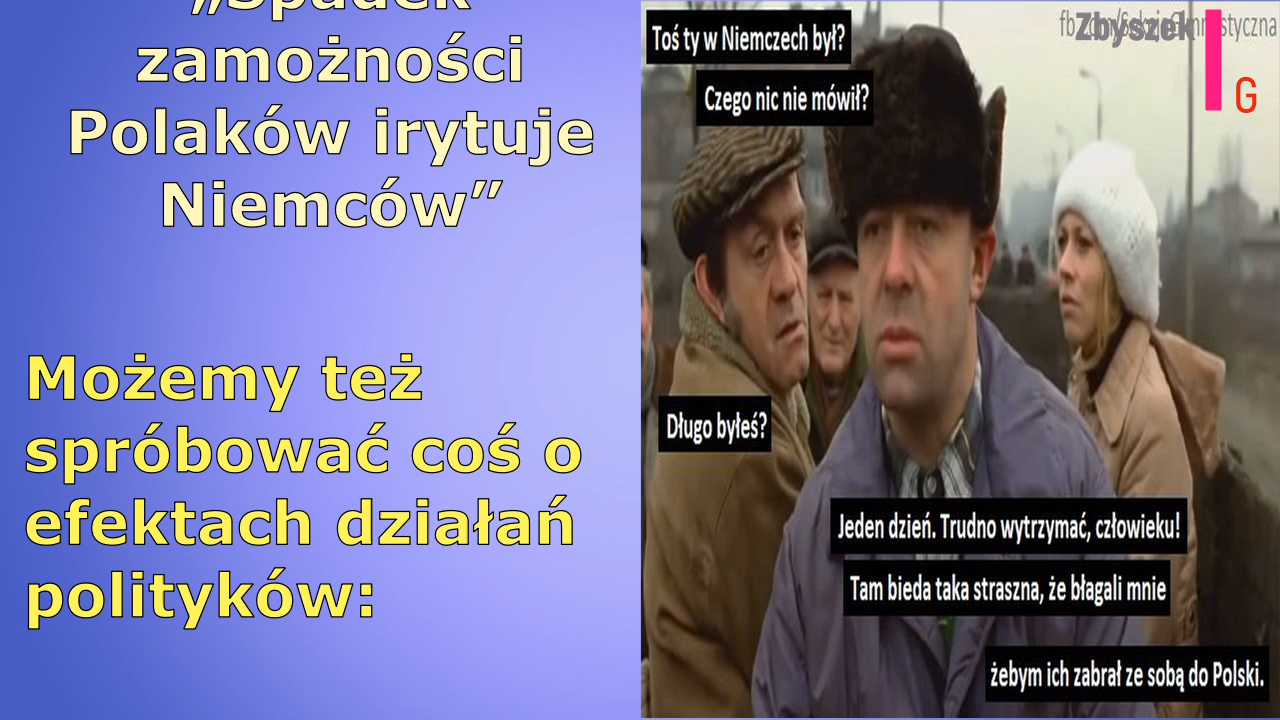 „Spadek
zamożności
Polaków irytuje
Niemców”
Możemy też
spróbować coś o
efektach działań
polityków:
Zbyszek
G
Toś ty w Niemczech był?
Czego nic nie mówił?
Długo byłeś?
Jeden dzień. Trudno wytrzymać, człowieku!
Tam bieda taka straszna, że błagali mnie
żebym ich zabrał ze sobą do Polski.